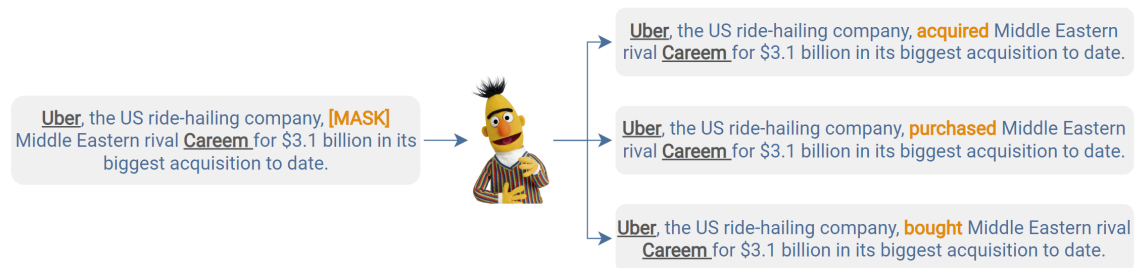 Uber, the US ride-hailing company, [MASK]
Middle Eastern rival Careem for $3.1 billion in its
biggest acquisition to date.
Uber, the US ride-hailing company, acquired Middle Eastern
rival Careem for $3.1 billion in its biggest acquisition to date.
Uber, the US ride-hailing company, purchased Middle Eastern
rival Careem for $3.1 billion in its biggest acquisition to date.
Uber, the US ride-hailing company, bought Middle Eastern rival
Careem for $3.1 billion in its biggest acquisition to date.